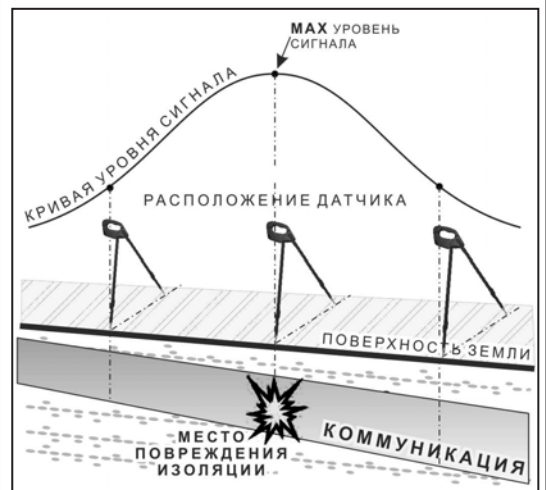 MAX УРОВЕНЬ
СИГНАЛА
КРИВАЯ УРОВНЯ СИГНАЛА
РАСПОЛОЖЕНИЕ ДАТЧИКА
ПОВЕРХНОСТЬ ЗЕМЛИ
МЕСТО
ПОВРЕЖДЕНИЯ
ИЗОЛЯЦИИ
КОММУНИКАЦИЯ